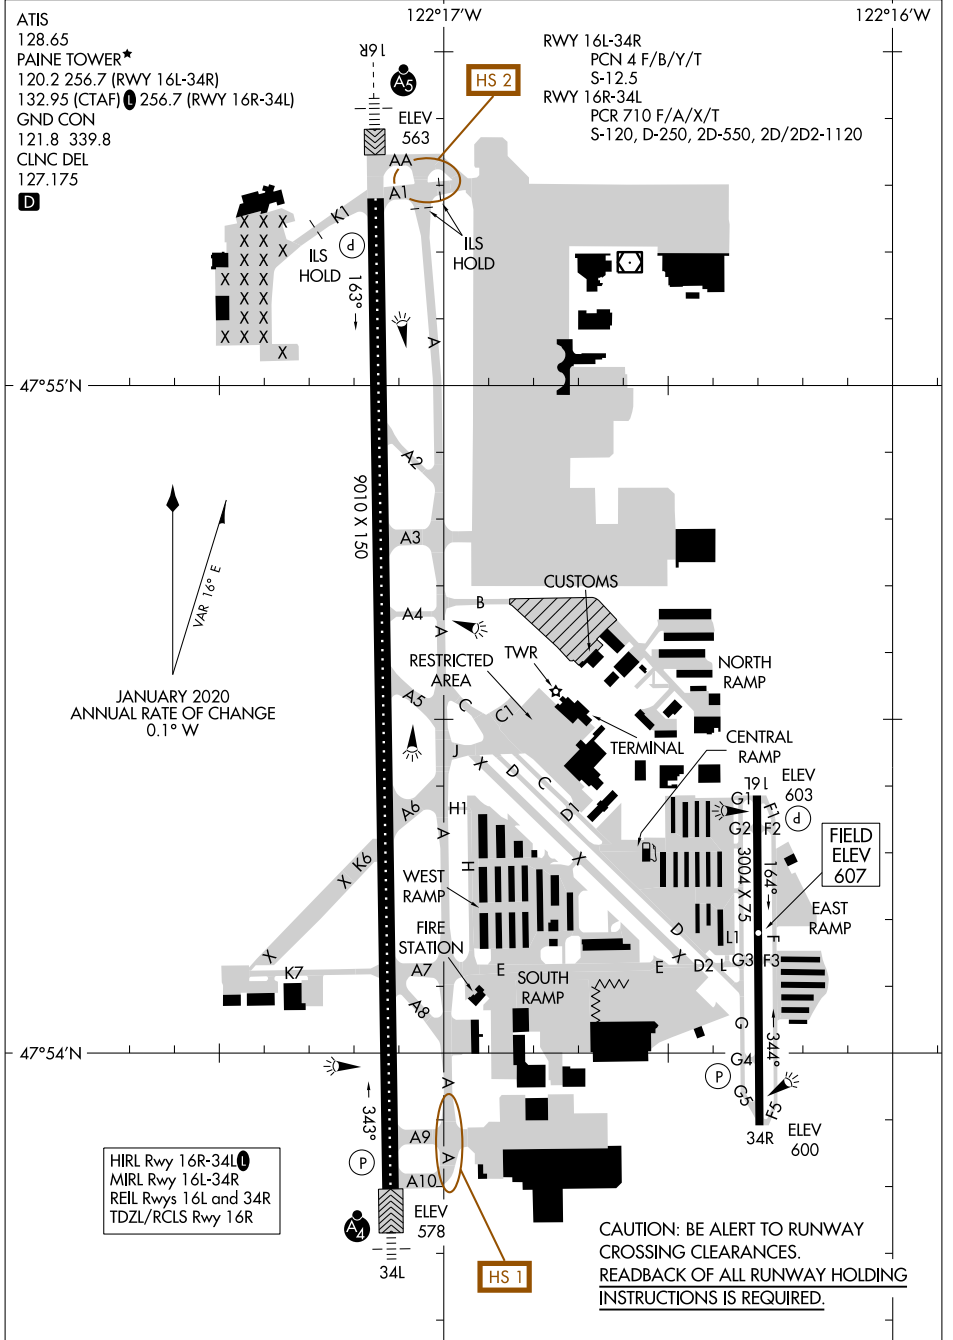 ATIS
128.65
PAINE TOWER★
120.2 256.7 (RWY 16L-34R)
132.95 (CTAF) L 256.7 (RWY 16R-34L)
GND CON
121.8 339.8
CLNC DEL
127.175
D
122°17'W
122°16'W
RWY 16L-34R
PCN 4 F/B/Y/T
S-12.5
RWY 16R-34L
PCR 710 F/A/X/T
S-120, D-250, 2D-550, 2D/2D2-1120
16R
A5
HS 2
ELEV
563
AA
A1
K1
ILS
HOLD
P
ILS
HOLD
163°
A
47°55'N
A2
9010 X 150
A3
VAR 16° E
CUSTOMS
B
A4
A
TWR
RESTRICTED
AREA
NORTH
RAMP
JANUARY 2020
ANNUAL RATE OF CHANGE
0.1° W
A5
C
C1
TERMINAL
CENTRAL
RAMP
J
X
D
C
D1
16L
ELEV
603
G1
F1
P
A6
H1
A
G2
F2
X
FIELD
ELEV
607
K6
X
H
WEST
RAMP
3004 X 75
164°
EAST
RAMP
FIRE
STATION
D
L1
F
X
X
K7
A7
E
E
D2
L
G3
F3
SOUTH
RAMP
A8
G
344°
47°54'N
G4
P
A
G5
F5
343°
34R
ELEV
600
A9
A
P
A10
HIRL Rwy 16R-34L L
MIRL Rwy 16L-34R
REIL Rwys 16L and 34R
TDZL/RCLS Rwy 16R
A4
ELEV
578
34L
HS 1
CAUTION: BE ALERT TO RUNWAY
CROSSING CLEARANCES.
READBACK OF ALL RUNWAY HOLDING
INSTRUCTIONS IS REQUIRED.
X X
X X X
X X X
X X
X X X
X X
X X X
X